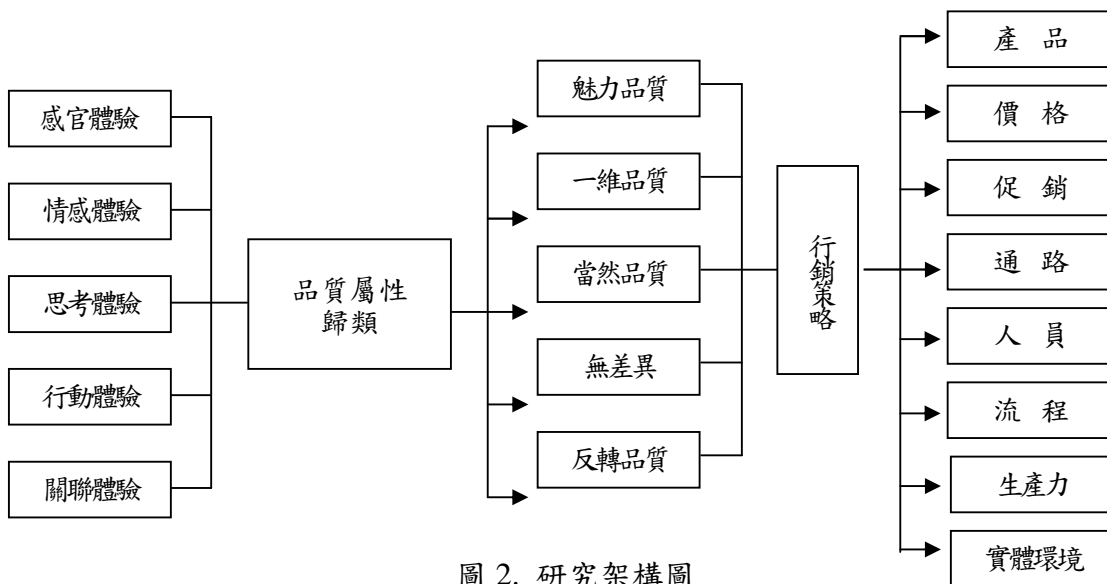 感官體驗
情感體驗
思考體驗
行動體驗
關聯體驗
品質屬性
歸類
魅力品質
一維品質
當然品質
無差異
反轉品質
行銷策略
產 品
價 格
促 銷
通 路
人 員
流 程
生產力
實體環境
圖 2. 研究架構圖